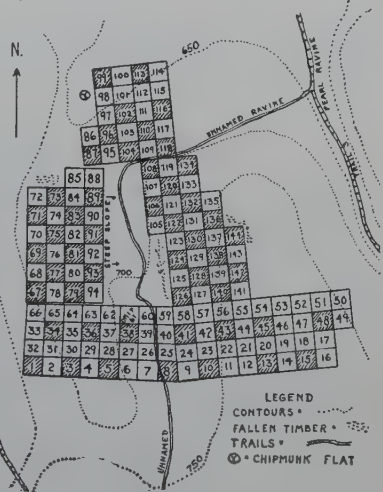 N.
650
PEARL RAVINE
TRAIL
UNNAMED RAVINE
99 100 113 114
98 101 112 115
97 102 111 116
86 96 103 110 117
87 95 104 109 118
108 119 134
85 88 107 120 133
72 73 84 89 106 121 132 135
71 74 83 90 105 122 131 136
70 75 82 91 123 130 137 144
69 76 81 92 124 129 138 143
68 77 80 93 125 128 139 142
67 78 79 94 126 127 140 141
STEEP SLOPE
700
66 65 64 63 62 60 59 58 57 56 55 54 53 52 51 50
33 34 35 36 37 38 39 40 41 42 43 44 45 46 47 48 49
32 31 30 29 28 27 26 25 24 23 22 21 20 19 18 17
1 2 3 4 5 6 7 8 9 10 11 12 13 14 15 16
UNNAMED
750
LEGEND
CONTOURS =
FALLEN TIMBER =
TRAILS =
= CHIPMUNK FLAT